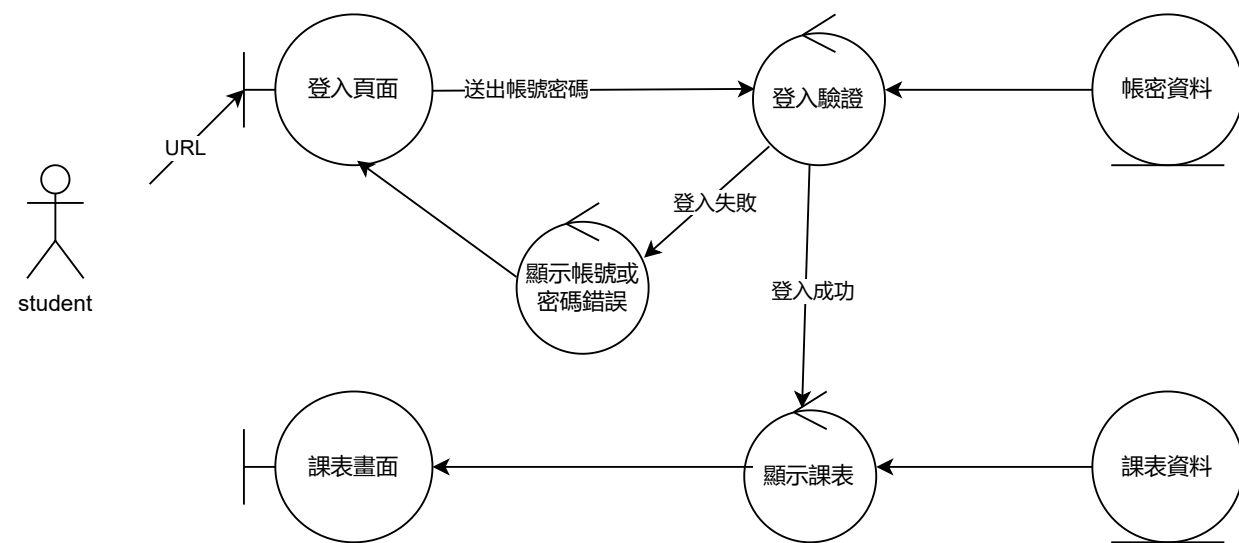 登入頁面
送出帳號密碼
登入驗證
帳密資料
URL
登入失敗
student
顯示帳號或
密碼錯誤
登入成功
課表畫面
顯示課表
課表資料